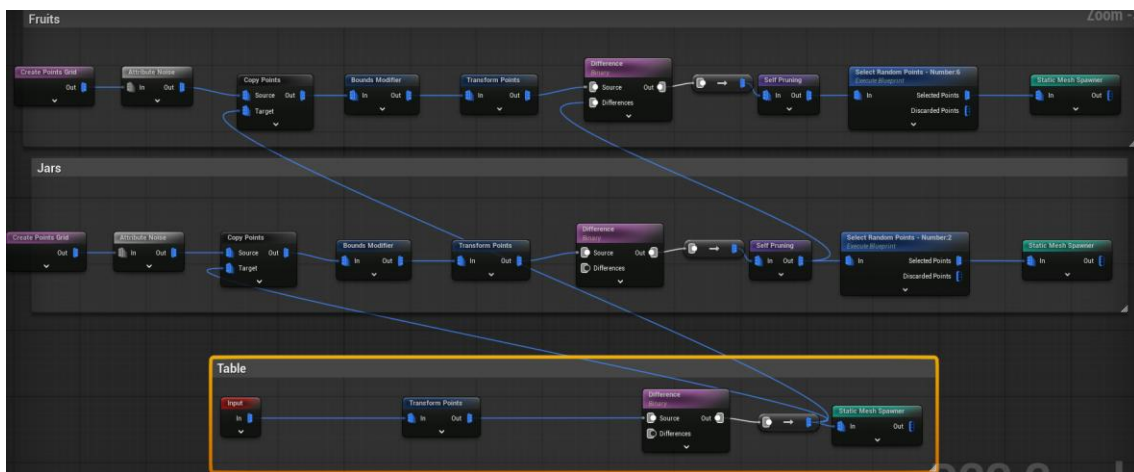 Fruits
Zoom -
Create Points Grid
Out
Attribute Noise
In Out
Copy Points
Source Out
Target
Bounds Modifier
In Out
Transform Points
In Out
Difference
Binary
Source Out
Differences
Self Pruning
In Out
Select Random Points - Number:6
Execute Blueprint
In Selected Points
Discarded Points
Static Mesh Spawner
In Out
Jars
Create Points Grid
Out
Attribute Noise
In Out
Copy Points
Source Out
Target
Bounds Modifier
In Out
Transform Points
In Out
Difference
Binary
Source Out
Differences
Self Pruning
In Out
Select Random Points - Number:2
Execute Blueprint
In Selected Points
Discarded Points
Static Mesh Spawner
In Out
Table
Input
In
Transform Points
In Out
Difference
Binary
Source Out
Differences
Static Mesh Spawner
In Out